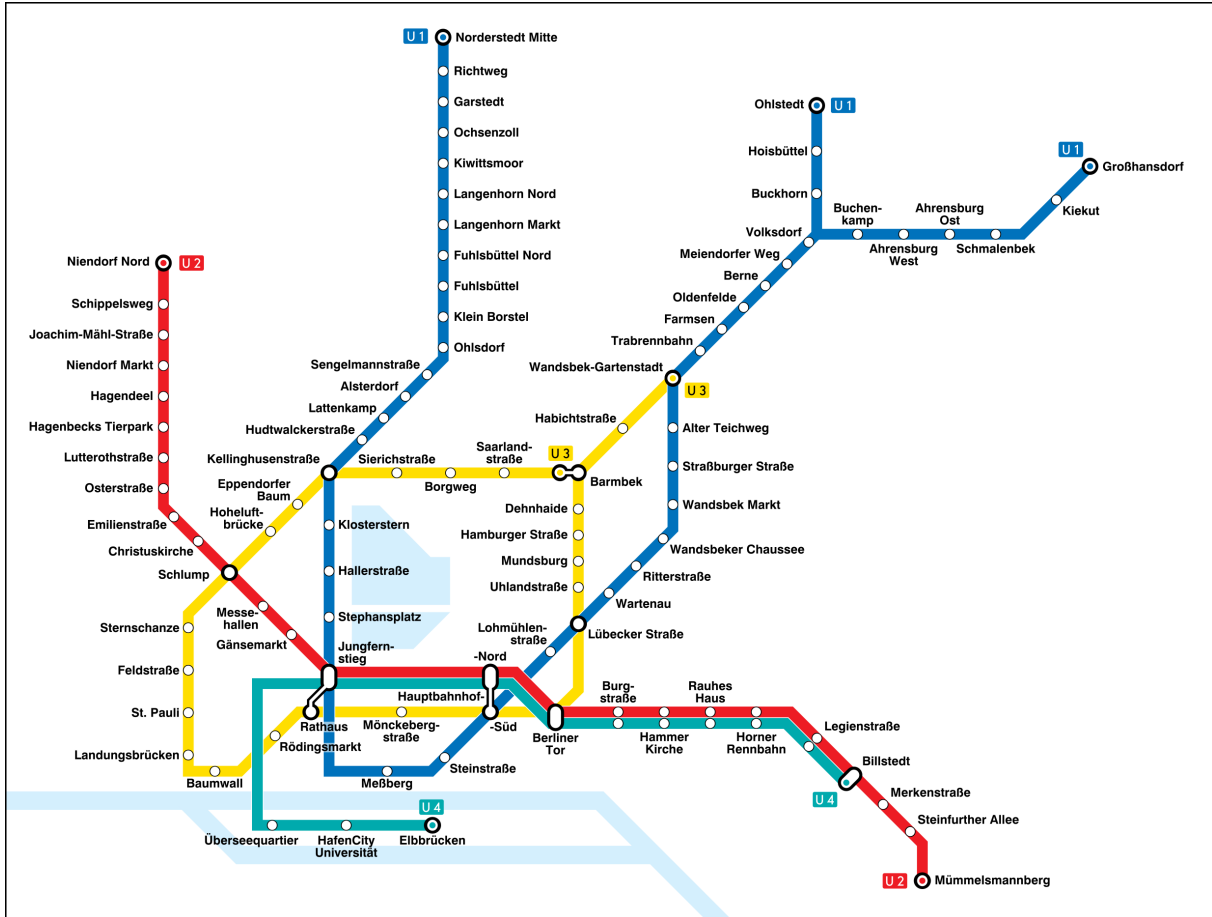 U 1
Norderstedt Mitte
Richtweg
Garstedt
Ochsenzoll
Kiwittsmoor
Langenhorn Nord
Langenhorn Markt
Fuhlsbüttel Nord
Fuhlsbüttel
Klein Borstel
Ohlsdorf
Sengelmannstraße
Alsterdorf
Lattenkamp
Hudtwalckerstraße
Kellinghusenstraße
Klosterstern
Hallerstraße
Stephansplatz
Jungfern-
stieg
Ohlstedt
U 1
Hoisbüttel
Buckhorn
Volksdorf
U 1
Großhansdorf
Kiekut
Schmalenbek
Ahrensburg
Ost
Ahrensburg
West
Buchen-
kamp
Meiendorfer Weg
Berne
Oldenfelde
Farmsen
Trabrennbahn
Wandsbek-Gartenstadt
U 3
Alter Teichweg
Straßburger Straße
Wandsbek Markt
Wandsbeker Chaussee
Ritterstraße
Wartenau
Lübecker Straße
Lohmühlen-
straße
Niendorf Nord
U 2
Schippelsweg
Joachim-Mähl-Straße
Niendorf Markt
Hagendeel
Hagenbecks Tierpark
Lutterothstraße
Osterstraße
Emilienstraße
Christuskirche
Schlump
Messe-
hallen
Gänsemarkt
Eppendorfer
Baum
Hoheluft-
brücke
Sierichstraße
Borgweg
Saarland-
straße
U 3
Barmbek
Habichtstraße
Dehnhaide
Hamburger Straße
Mundsburg
Uhlandstraße
Sternschanze
Feldstraße
St. Pauli
Landungsbrücken
Baumwall
Rödingsmarkt
Rathaus
Mönckeberg-
straße
-Nord
Hauptbahnhof-
-Süd
Steinstraße
Meßberg
Berliner
Tor
Burg-
straße
Hammer
Kirche
Rauhes
Haus
Horner
Rennbahn
Legienstraße
Billstedt
U 4
Merkenstraße
Steinfurther Allee
U 2
Mümmelsmannberg
Überseequartier
HafenCity
Universität
U 4
Elbbrücken